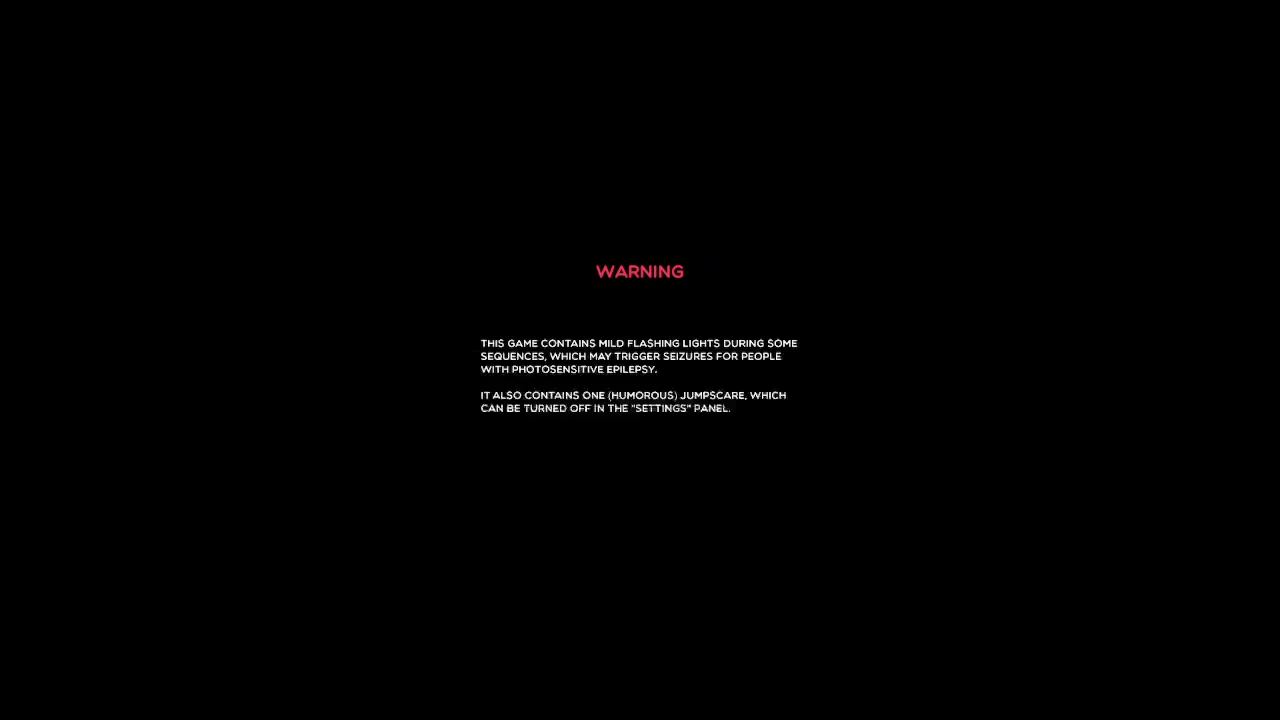 WARNING
THIS GAME CONTAINS MILD FLASHING LIGHTS DURING SOME
SEQUENCES, WHICH MAY TRIGGER SEIZURES FOR PEOPLE
WITH PHOTOSENSITIVE EPILEPSY.
IT ALSO CONTAINS ONE (HUMOROUS) JUMPSCARE, WHICH
CAN BE TURNED OFF IN THE "SETTINGS" PANEL.